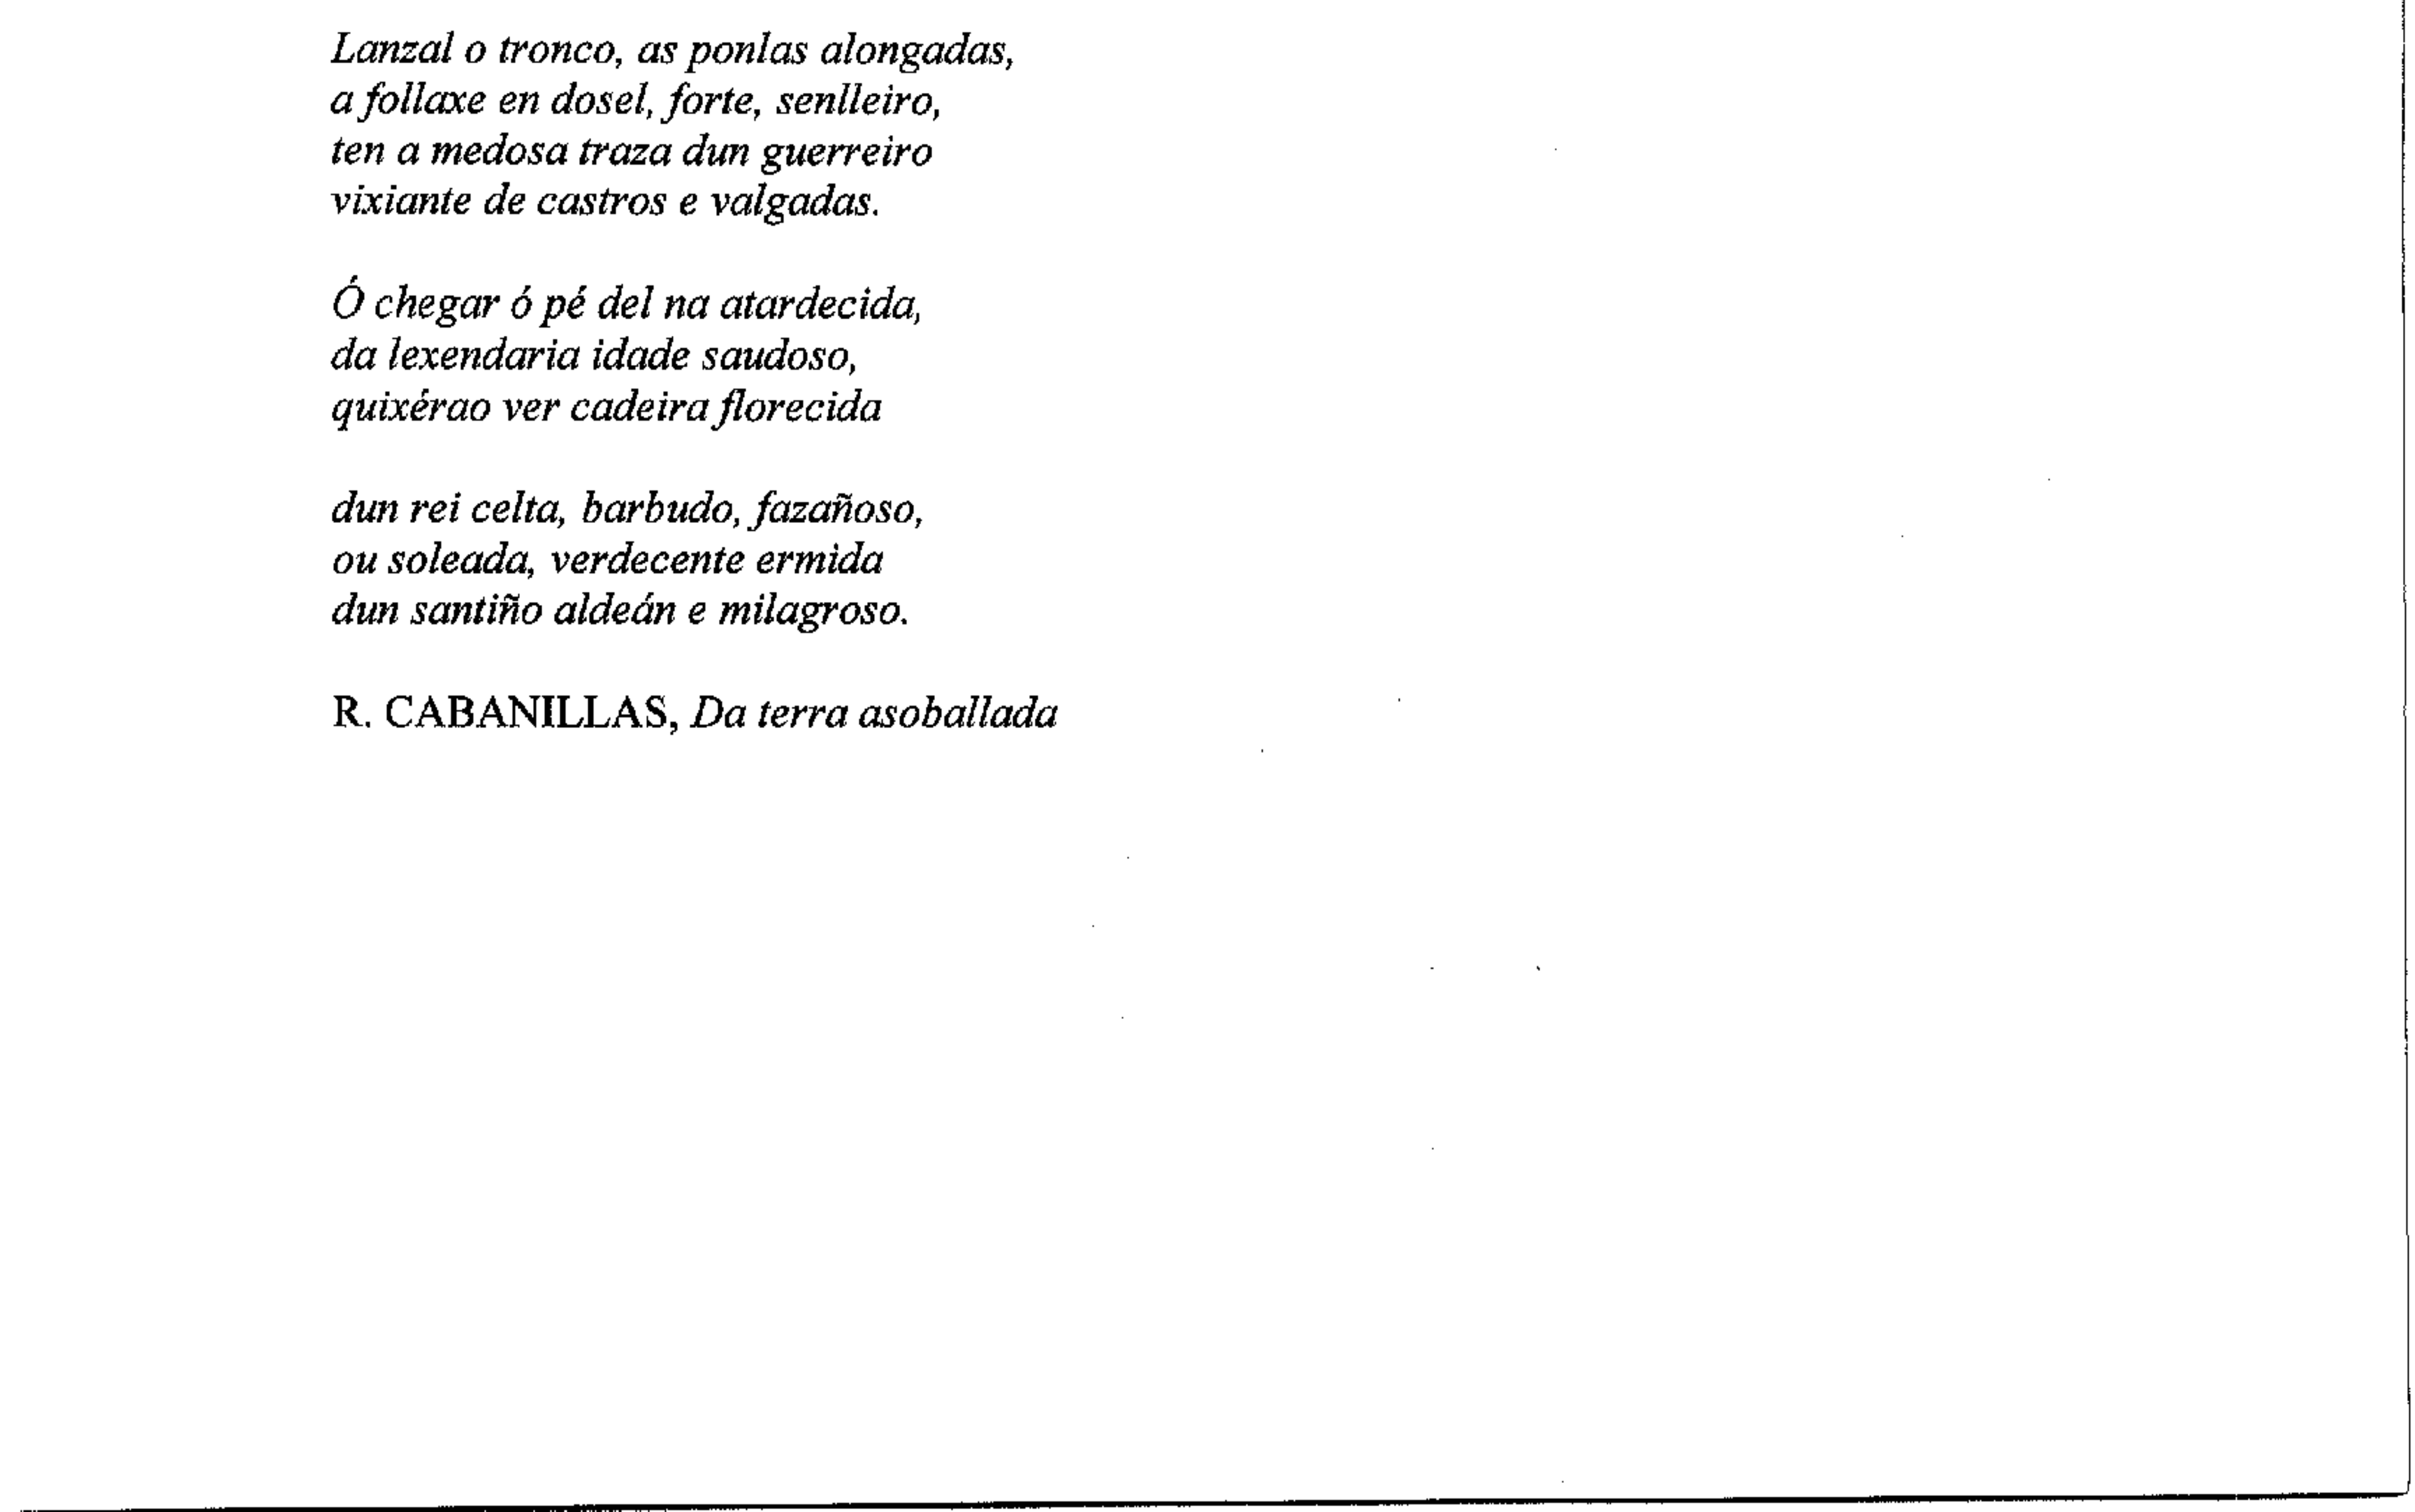 Lanzal o tronco, as ponlas alongadas,
a follaxe en dosel, forte, senlleiro,
ten a medosa traza dun guerreiro
vixiante de castros e valgadas.
Ó chegar ó pé del na atardecida,
da lexendaria idade saudoso,
quixérao ver cadeira florecida
dun rei celta, barbudo, fazañoso,
ou soleada, verdecente ermida
dun santiño aldeán e milagroso.
R. CABANILLAS, Da terra asoballada